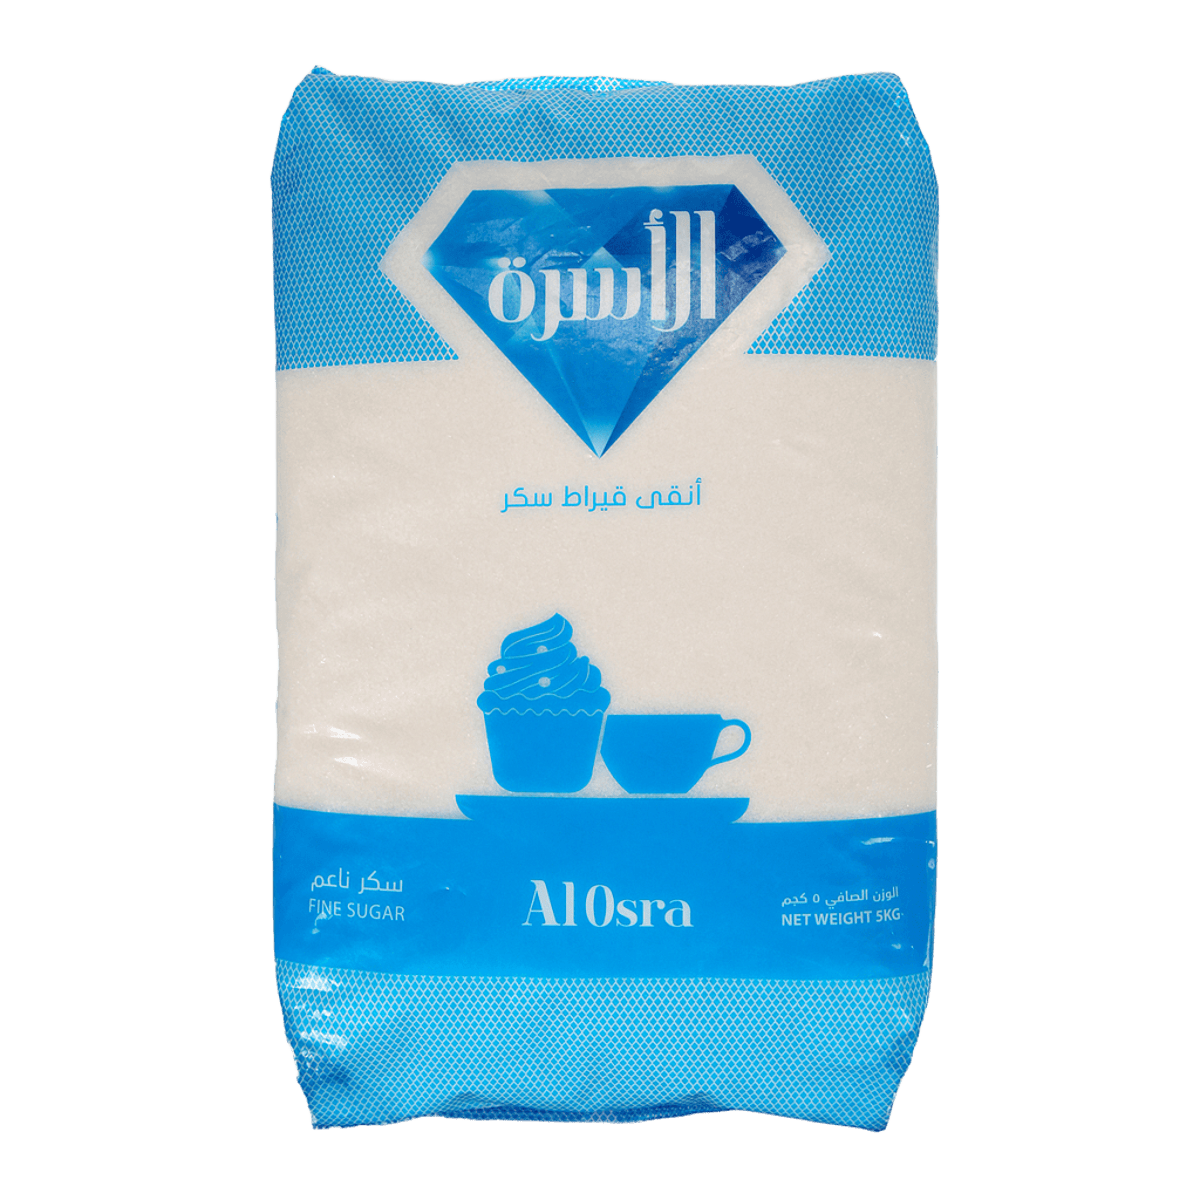 الأسرة
أنقى قيراط سكر
سكر ناعم
FINE SUGAR
Al Osra
الوزن الصافي ٥ كجم
NET WEIGHT 5KG